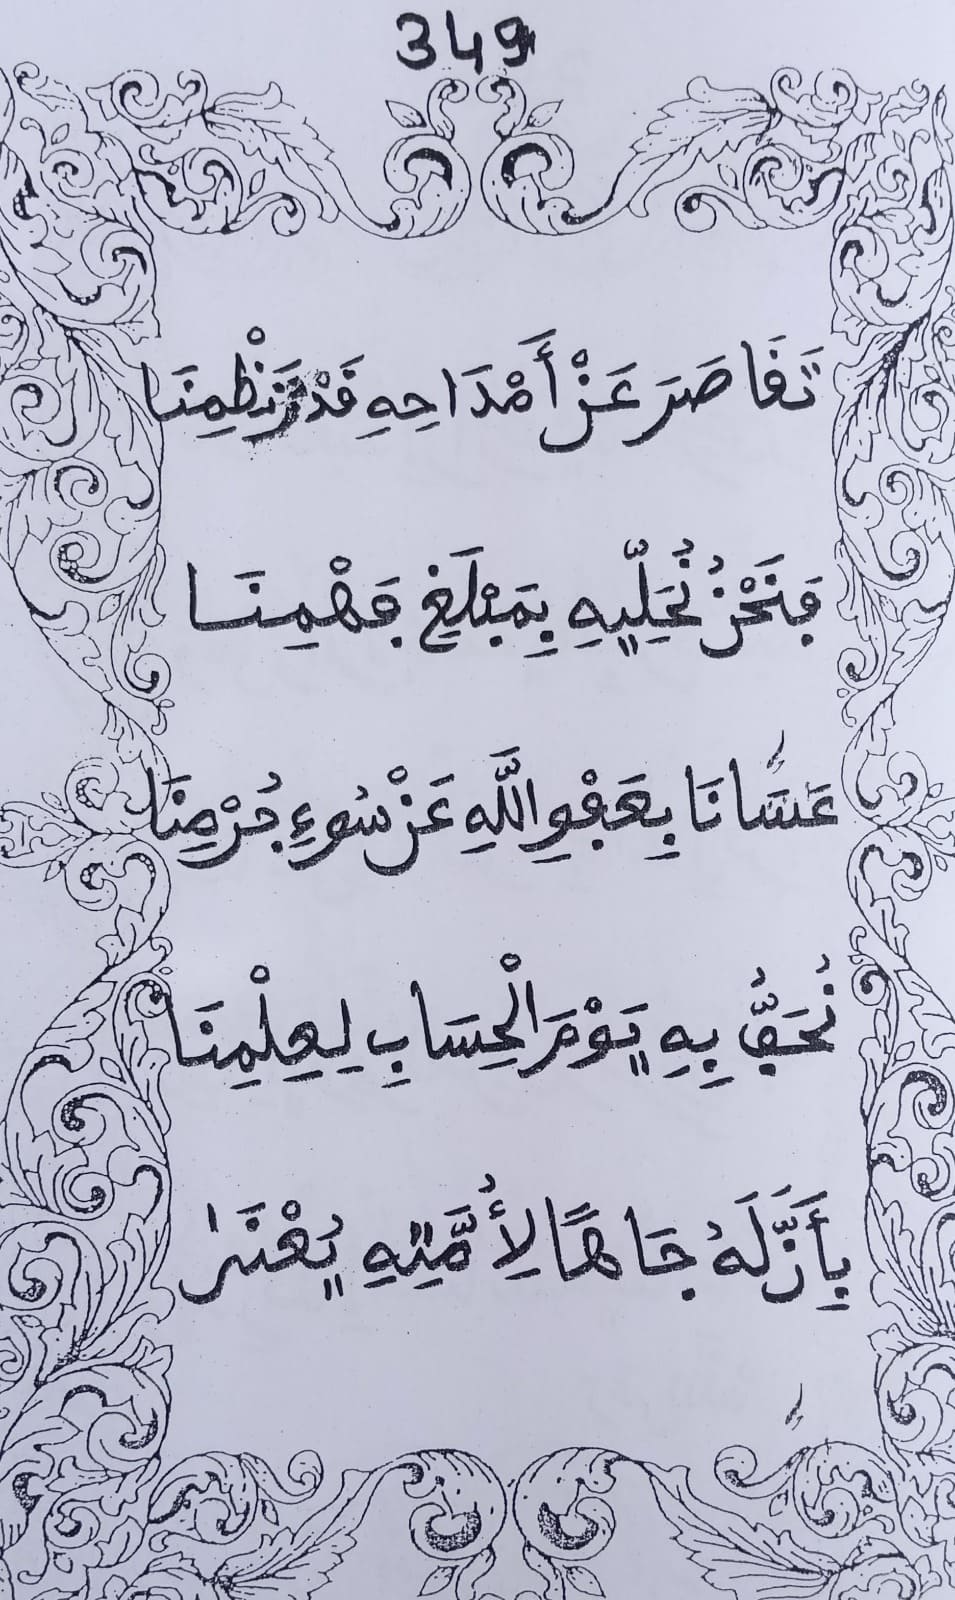 349
تَقَاصَرَ عَنْ أَمْدَاحِهِ قَدْرُ نَظْمِنَا
فَنَحْنُ نُحَلِّيهِ بِمَبْلَغِ فَهْمِنَا
عَسَانَا بِعَفْوِ اللَّهِ عَنْ سُوءِ جُرْمِنَا
نُحَفُّ بِهِ يَوْمَ الْحِسَابِ لِعِلْمِنَا
بِأَنَّ لَهُ جَاهًا لِأُمَّتِهِ